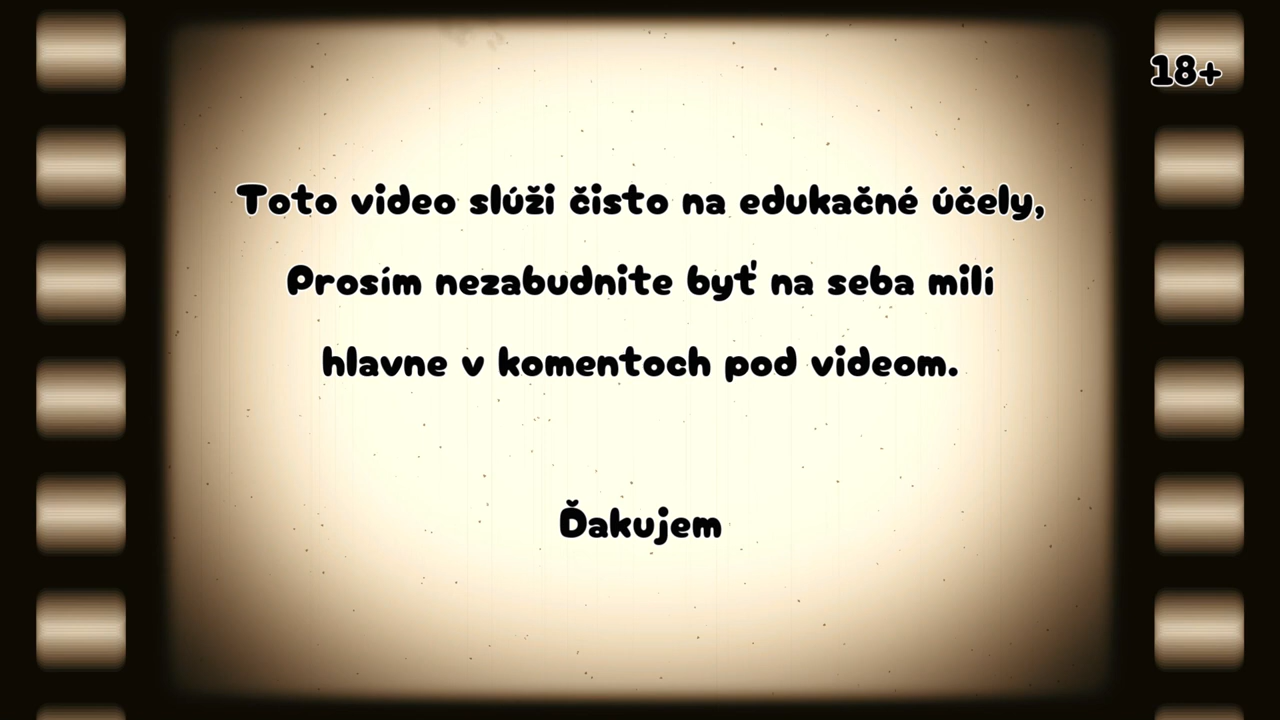 18+
Toto video slúži čisto na edukačné účely,
Prosím nezabudnite byť na seba milí
hlavne v komentoch pod videom.
Ďakujem